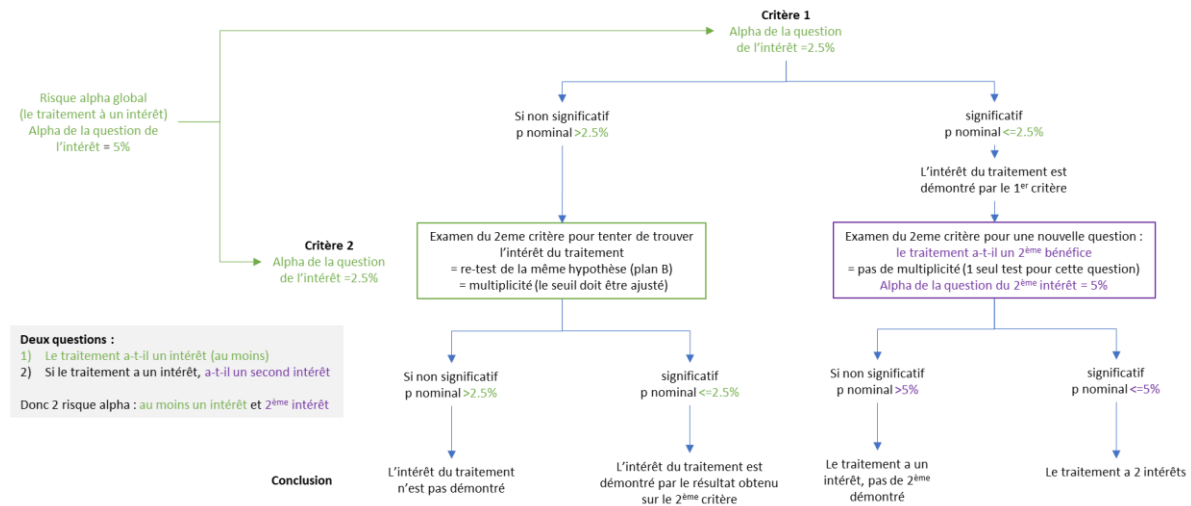 Critère 1
Alpha de la question
de l'intérêt =2.5%
Risque alpha global
(le traitement à un intérêt)
Alpha de la question de
l'intérêt = 5%
Si non significatif
p nominal >2.5%
significatif
p nominal <=2.5%
L'intérêt du traitement est
démontré par le 1er critère
Critère 2
Alpha de la question
de l'intérêt =2.5%
Examen du 2eme critère pour tenter de trouver
l'intérêt du traitement
= re-test de la même hypothèse (plan B)
= multiplicité (le seuil doit être ajusté)
Examen du 2eme critère pour une nouvelle question :
le traitement a-t-il un 2ème bénéfice
= pas de multiplicité (1 seul test pour cette question)
Alpha de la question du 2ème intérêt = 5%
Deux questions :
1) Le traitement a-t-il un intérêt (au moins)
2) Si le traitement a un intérêt, a-t-il un second intérêt
Donc 2 risque alpha : au moins un intérêt et 2ème intérêt
Si non significatif
p nominal >2.5%
significatif
p nominal <=2.5%
Si non significatif
p nominal >5%
significatif
p nominal <=5%
Conclusion
L'intérêt du traitement
n'est pas démontré
L'intérêt du traitement est
démontré par le résultat obtenu
sur le 2ème critère
Le traitement a un
intérêt, pas de 2ème
démontré
Le traitement a 2 intérêts